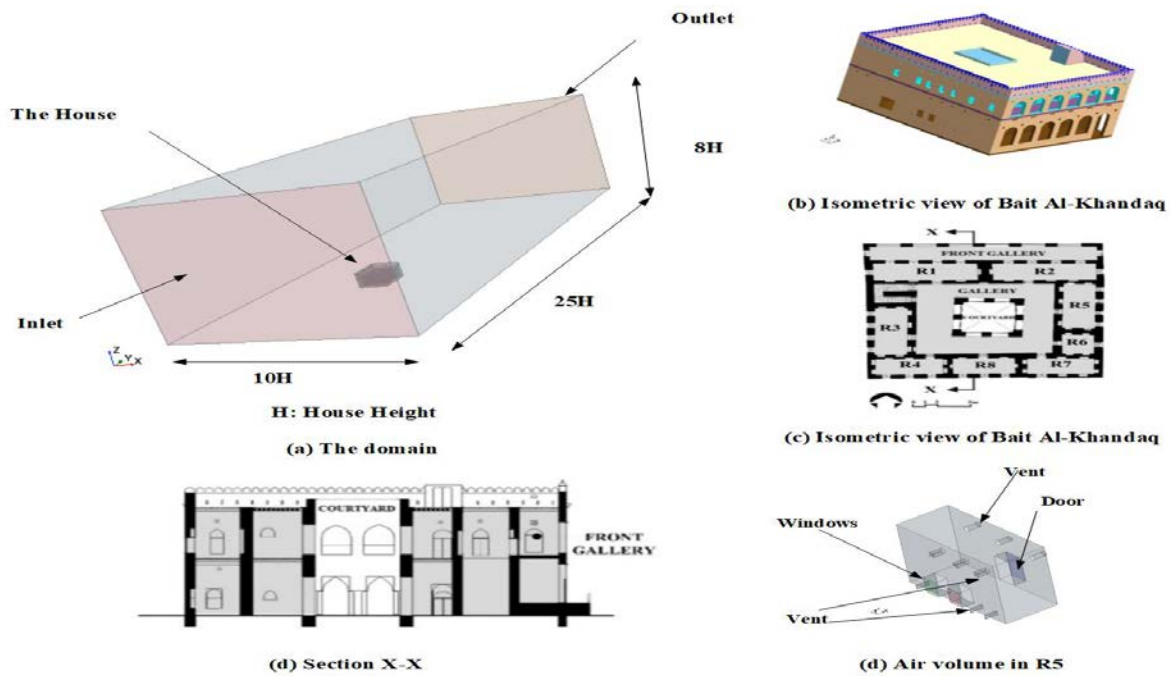 Outlet
The House
8H
Inlet
25H
Z
Y
X
10H
H: House Height
(a) The domain
(b) Isometric view of Bait Al-Khandaq
X
FRONT GALLERY
R1
R2
GALLERY
R5
COURTYARD
R3
R6
R4
R8
R7
X
(c) Isometric view of Bait Al-Khandaq
COURTYARD
FRONT
GALLERY
(d) Section X-X
Vent
Door
Windows
Vent
(d) Air volume in R5